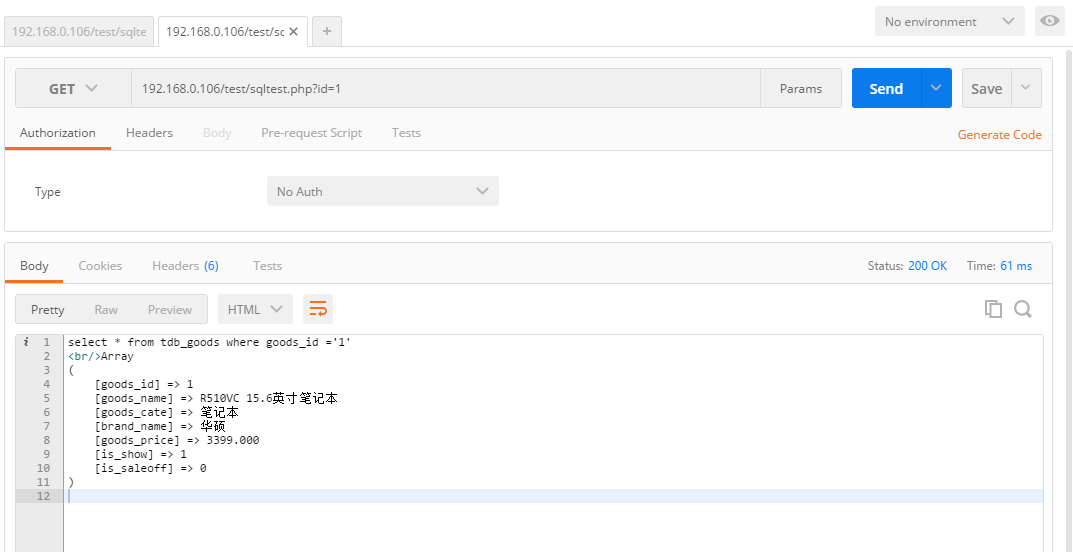 192.168.0.106/test/sqlte
192.168.0.106/test/sc ✕ +
No environment
GET 192.168.0.106/test/sqltest.php?id=1 Params Send Save
Authorization Headers Body Pre-request Script Tests Generate Code
Type No Auth
Body Cookies Headers (6) Tests Status: 200 OK Time: 61 ms
Pretty Raw Preview HTML
i 1 select * from tdb_goods where goods_id ='1'
2 <br/>Array
3 (
4 [goods_id] => 1
5 [goods_name] => R510VC 15.6英寸笔记本
6 [goods_cate] => 笔记本
7 [brand_name] => 华硕
8 [goods_price] => 3399.000
9 [is_show] => 1
10 [is_saleoff] => 0
11 )
12